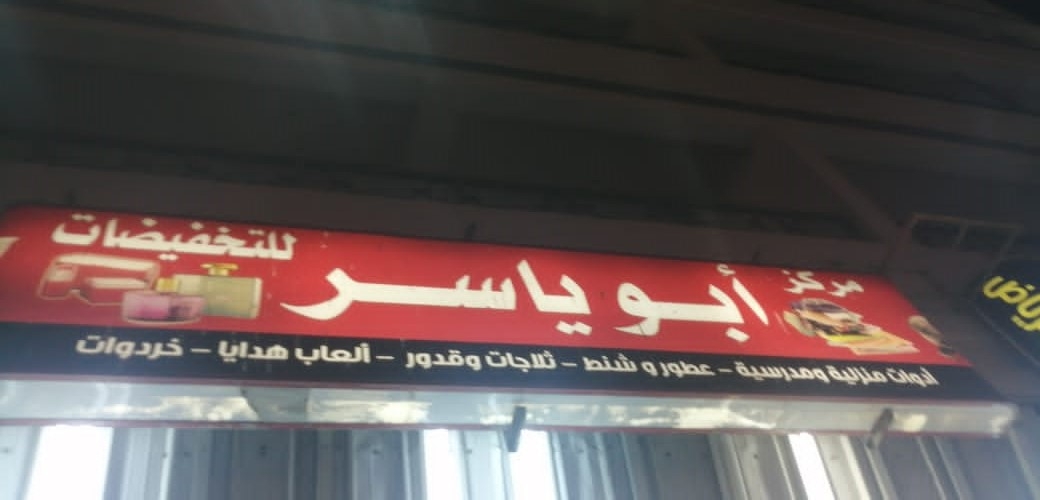 مركز أبو ياسر للتخفيضات
أدوات منزلية ومدرسية – عطور و شنط – ثلاجات وقدور – ألعاب هدايا – خردوات